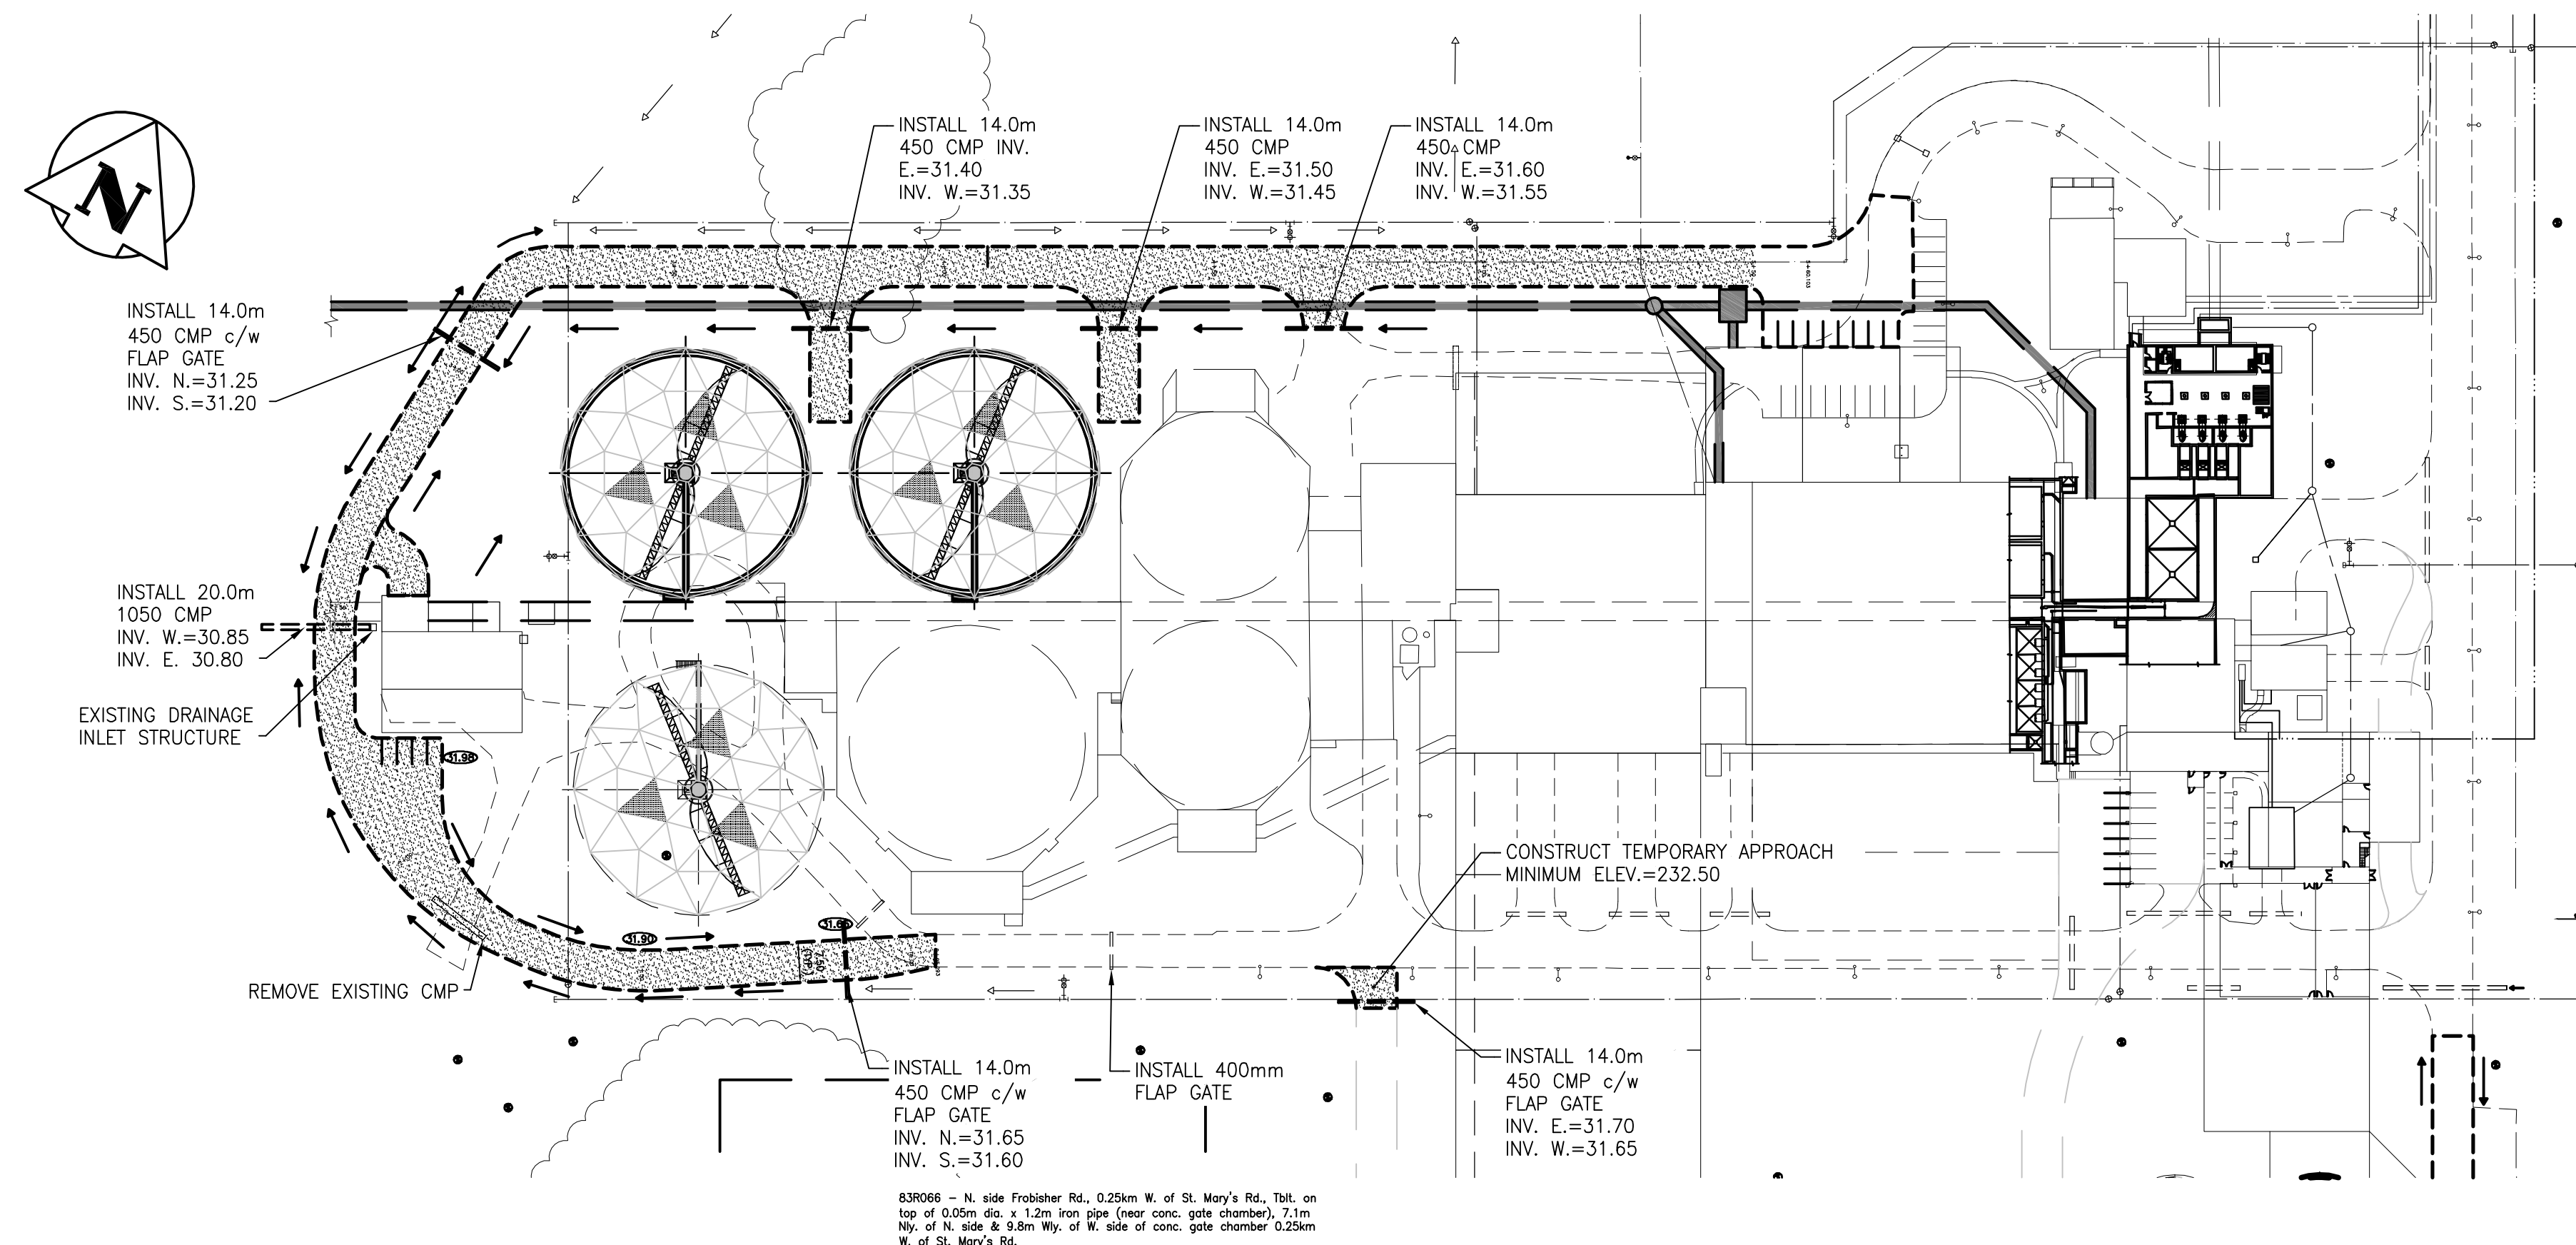 INSTALL 14.0m
450 CMP INV.
E.=31.40
INV. W.=31.35
INSTALL 14.0m
450 CMP
INV. E.=31.50
INV. W.=31.45
INSTALL 14.0m
450 CMP
INV. E.=31.60
INV. W.=31.55
N
INSTALL 14.0m
450 CMP c/w
FLAP GATE
INV. N.=31.25
INV. S.=31.20
INSTALL 20.0m
1050 CMP
INV. W.=30.85
INV. E. 30.80
EXISTING DRAINAGE
INLET STRUCTURE
31.98
CONSTRUCT TEMPORARY APPROACH
MINIMUM ELEV.=232.50
31.90
7.50
(TYP)
REMOVE EXISTING CMP
INSTALL 14.0m
450 CMP c/w
FLAP GATE
INV. N.=31.65
INV. S.=31.60
INSTALL 400mm
FLAP GATE
INSTALL 14.0m
450 CMP c/w
FLAP GATE
INV. E.=31.70
INV. W.=31.65
83R066 – N. side Frobisher Rd., 0.25km W. of St. Mary's Rd., Tblt. on
top of 0.05m dia. x 1.2m iron pipe (near conc. gate chamber), 7.1m
Nly. of N. side & 9.8m Wly. of W. side of conc. gate chamber 0.25km
W. of St. Mary's Rd.